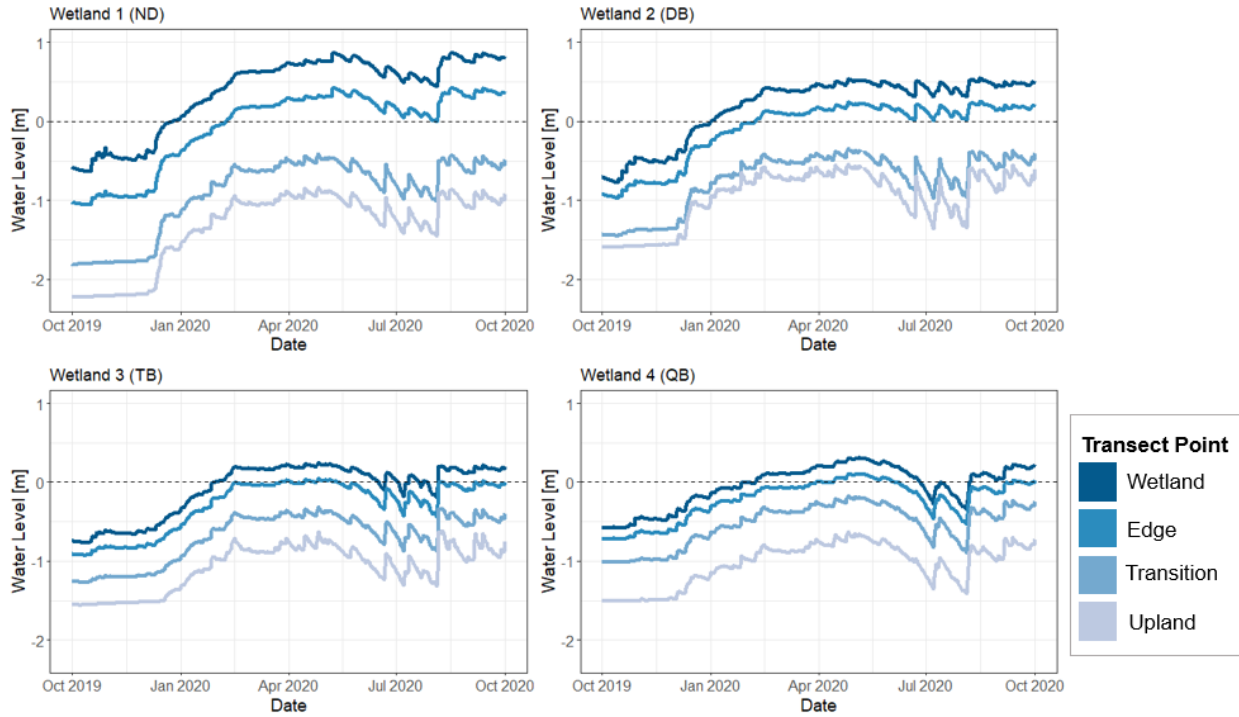 Wetland 1 (ND)
Water Level [m]
1
0
-1
-2
Oct 2019 Jan 2020 Apr 2020 Jul 2020 Oct 2020
Date
Wetland 2 (DB)
Water Level [m]
1
0
-1
-2
Oct 2019 Jan 2020 Apr 2020 Jul 2020 Oct 2020
Date
Wetland 3 (TB)
Water Level [m]
1
0
-1
-2
Oct 2019 Jan 2020 Apr 2020 Jul 2020 Oct 2020
Date
Wetland 4 (QB)
Water Level [m]
1
0
-1
-2
Oct 2019 Jan 2020 Apr 2020 Jul 2020 Oct 2020
Date
Transect Point
Wetland
Edge
Transition
Upland